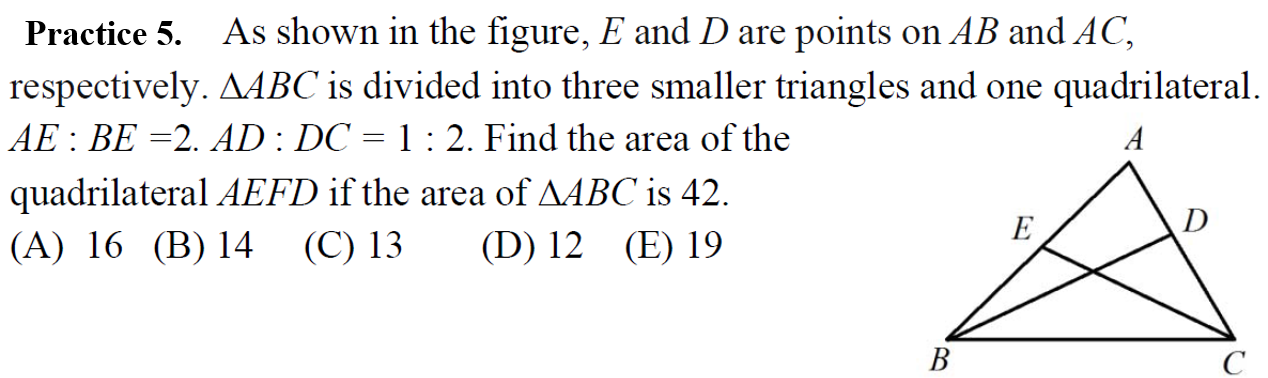 Practice 5. As shown in the figure, E and D are points on AB and AC,
respectively. ΔABC is divided into three smaller triangles and one quadrilateral.
AE : BE =2. AD : DC = 1 : 2. Find the area of the
quadrilateral AEFD if the area of ΔABC is 42.
(A) 16 (B) 14 (C) 13 (D) 12 (E) 19
A
E
D
B
C